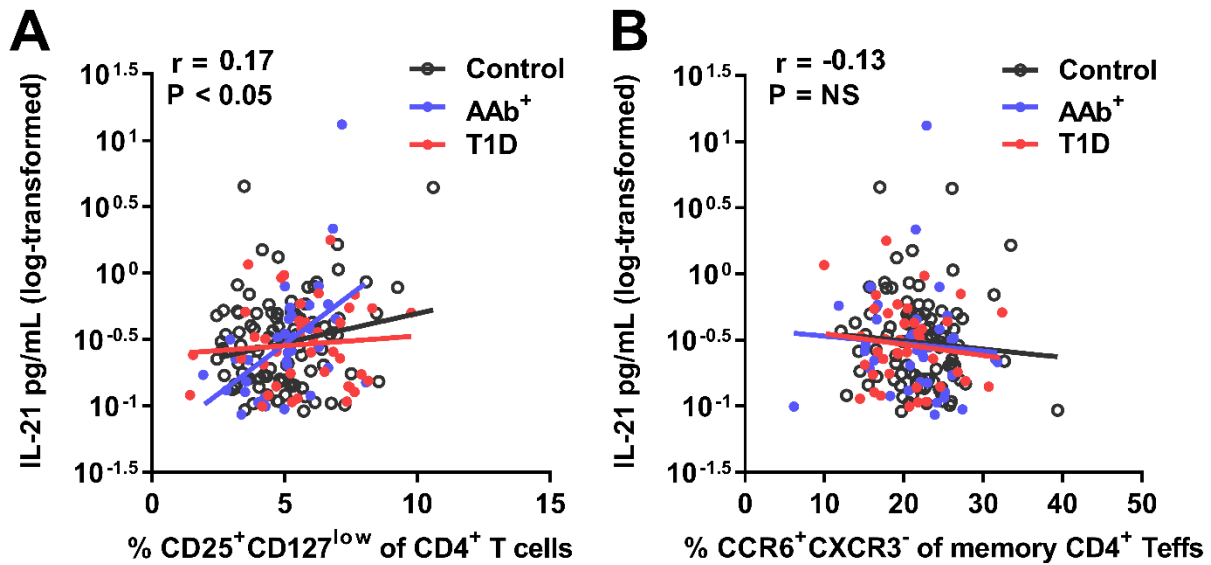 A
r = 0.17
P < 0.05
Control
AAb⁺
T1D
IL-21 pg/mL (log-transformed)
10^1.5
10^1
10^0.5
10^0
10^-0.5
10^-1
10^-1.5
0 5 10 15
% CD25⁺CD127^low of CD4⁺ T cells
B
r = -0.13
P = NS
Control
AAb⁺
T1D
IL-21 pg/mL (log-transformed)
10^1.5
10^1
10^0.5
10^0
10^-0.5
10^-1
10^-1.5
0 10 20 30 40 50
% CCR6⁺CXCR3⁻ of memory CD4⁺ Teffs